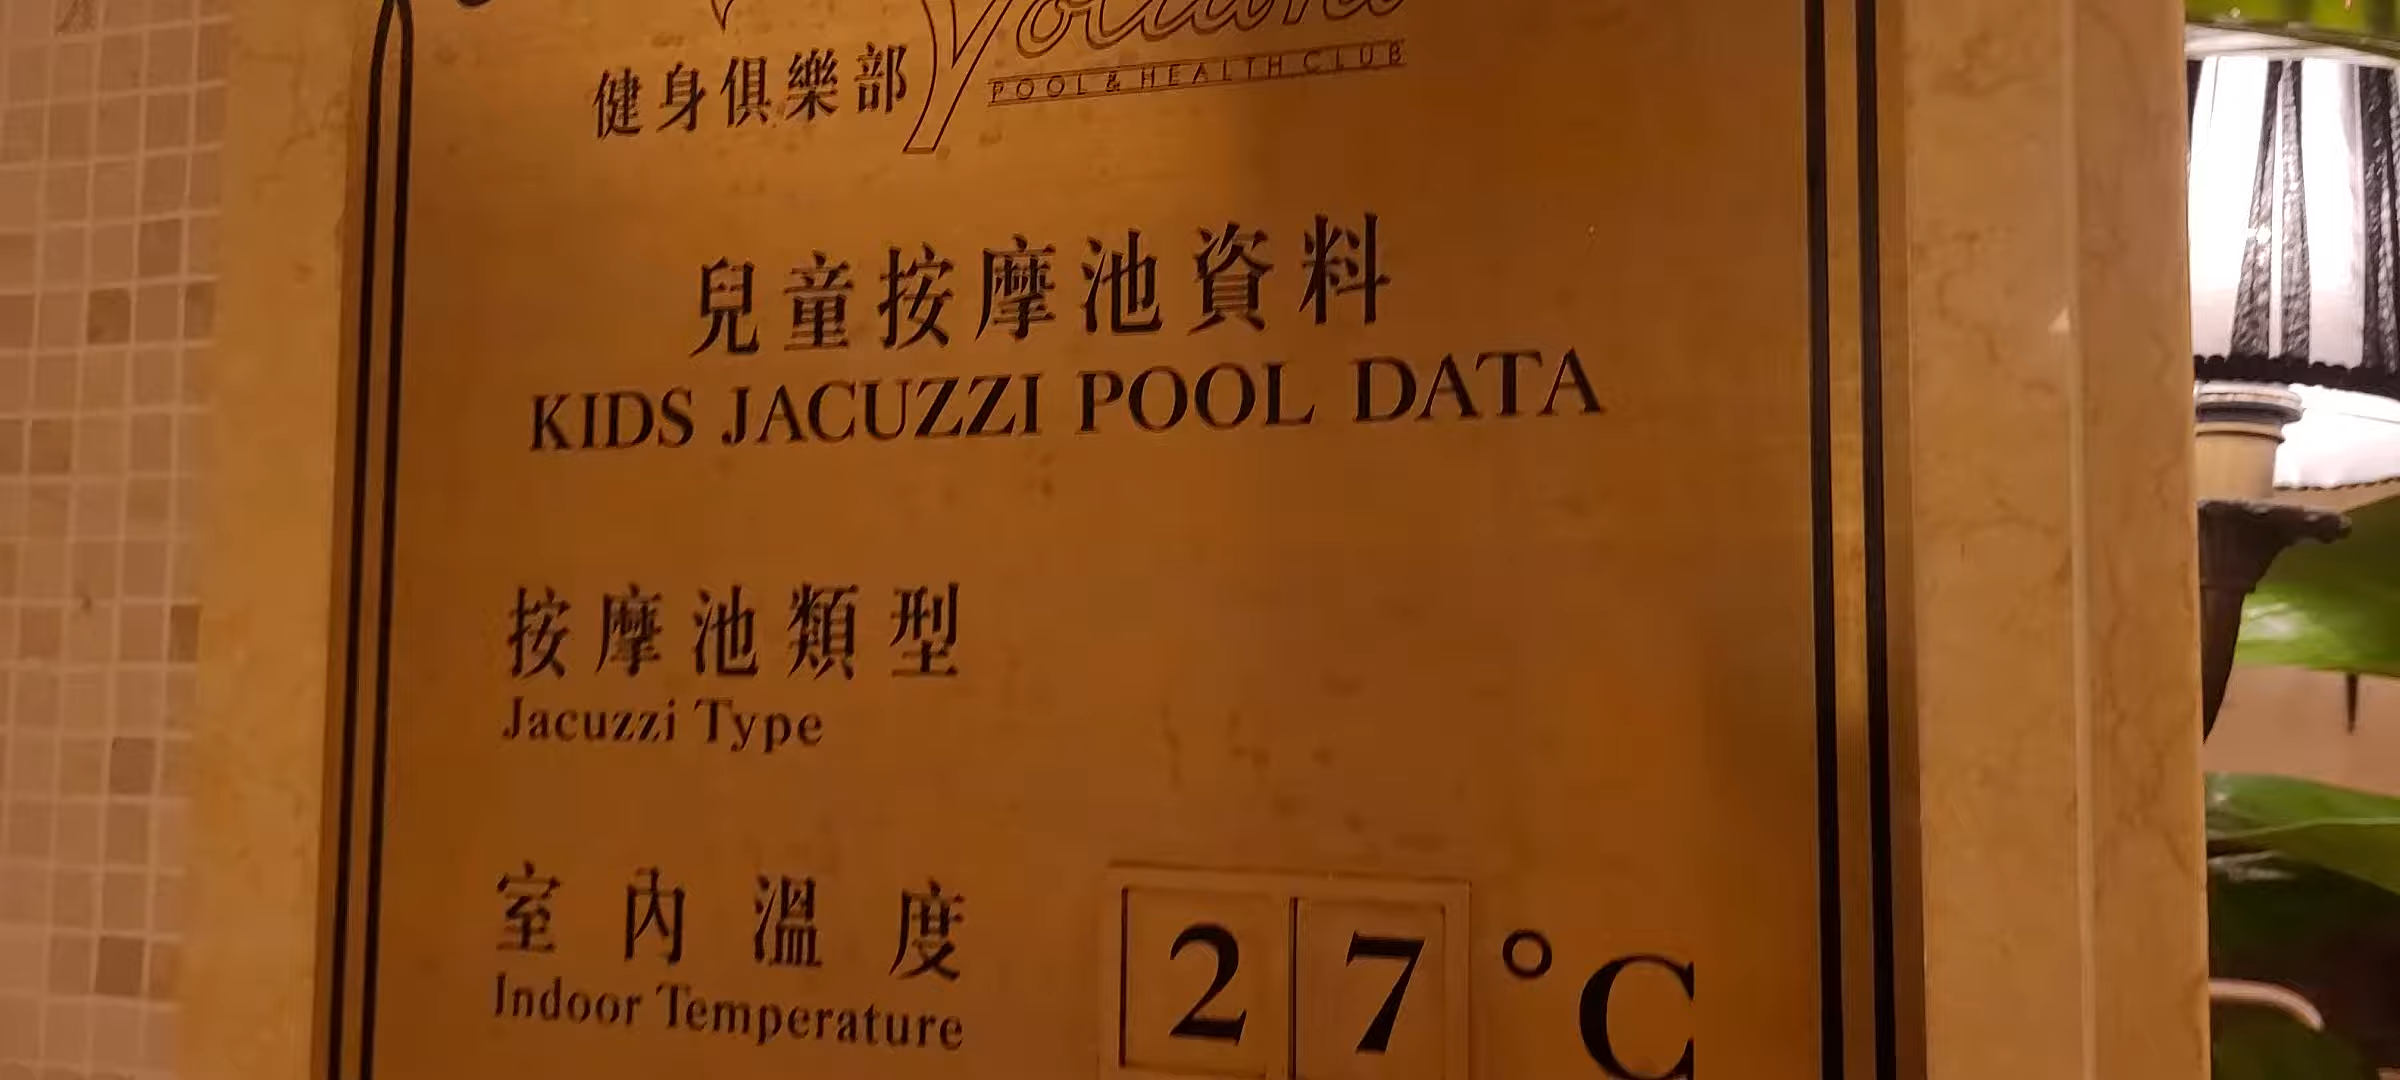 健身俱樂部
POOL & HEALTH CLUB
兒童按摩池資料
KIDS JACUZZI POOL DATA
按摩池類型
Jacuzzi Type
室內溫度
Indoor Temperature
27 °C